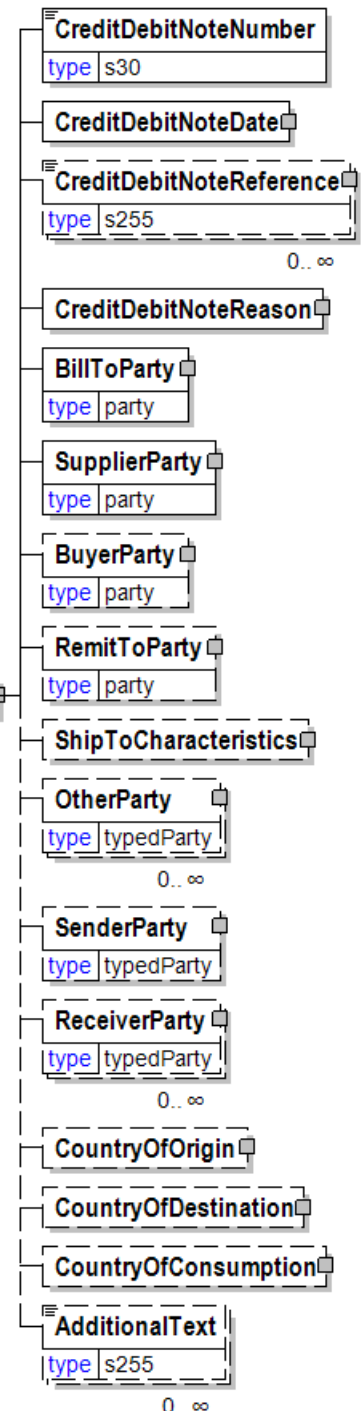 CreditDebitNoteNumber
type s30
CreditDebitNoteDate
CreditDebitNoteReference
type s255
0.. ∞
CreditDebitNoteReason
BillToParty
type party
SupplierParty
type party
BuyerParty
type party
RemitToParty
type party
ShipToCharacteristics
OtherParty
type typedParty
0.. ∞
SenderParty
type typedParty
ReceiverParty
type typedParty
0.. ∞
CountryOfOrigin
CountryOfDestination
CountryOfConsumption
AdditionalText
type s255
0.. ∞